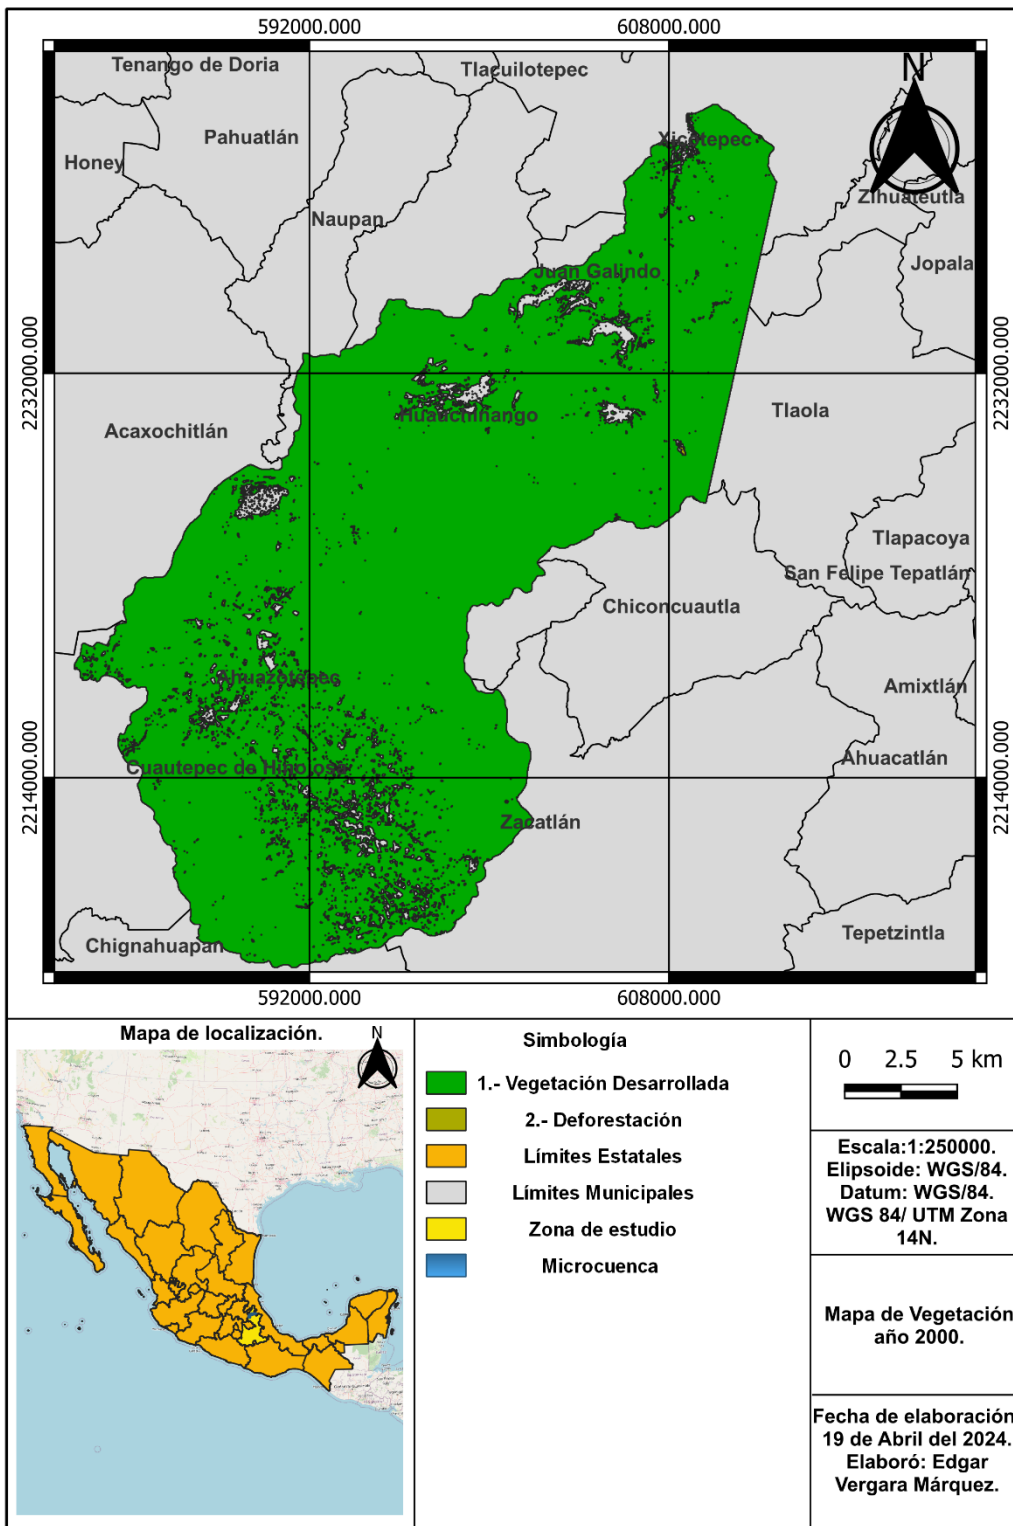 592000.000
608000.000
Tenango de Doria
Tlacuilotepec
N
Pahuatlán
Xicotepec
Honey
Zihuateutla
Naupan
Jopala
Juan Galindo
2232000.000
2232000.000
Huauchinango
Tlaola
Acaxochitlán
Tlapacoya
San Felipe Tepatlán
Chiconcuautla
Ahuazotepec
Amixtlán
Cuautepec de Hinojosa
Ahuacatlán
2214000.000
2214000.000
Zacatlán
Chignahuapan
Tepetzintla
592000.000
608000.000
Mapa de localización.
N
Simbología
1.- Vegetación Desarrollada
2.- Deforestación
Límites Estatales
Límites Municipales
Zona de estudio
Microcuenca
0 2.5 5 km
Escala:1:250000.
Elipsoide: WGS/84.
Datum: WGS/84.
WGS 84/ UTM Zona
14N.
Mapa de Vegetación
año 2000.
Fecha de elaboración
19 de Abril del 2024.
Elaboró: Edgar
Vergara Márquez.